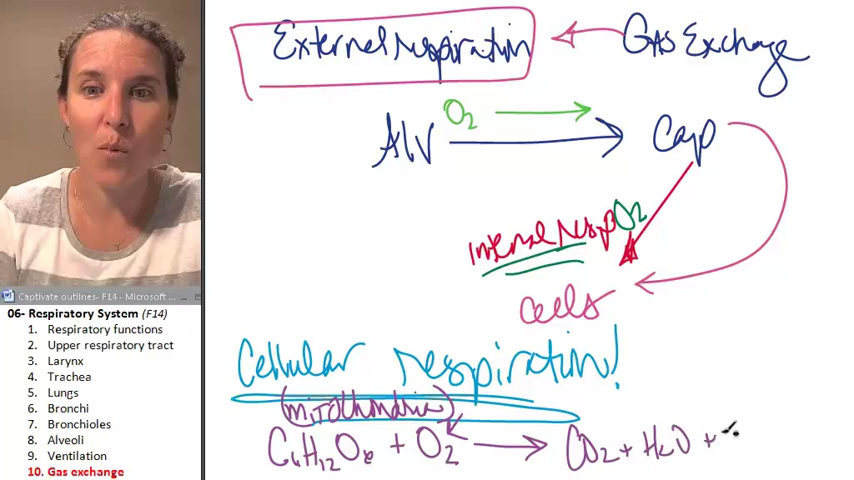 External respiration
Gas Exchange
Alv
O2
Cap
internal resp
O2
cells
Cellular respiration!
(mitochondria)
C6H12O6 + O2 → CO2 + H2O +
Captivate outlines- F14 - Microsoft ...
06- Respiratory System (F14)
1. Respiratory functions
2. Upper respiratory tract
3. Larynx
4. Trachea
5. Lungs
6. Bronchi
7. Bronchioles
8. Alveoli
9. Ventilation
10. Gas exchange